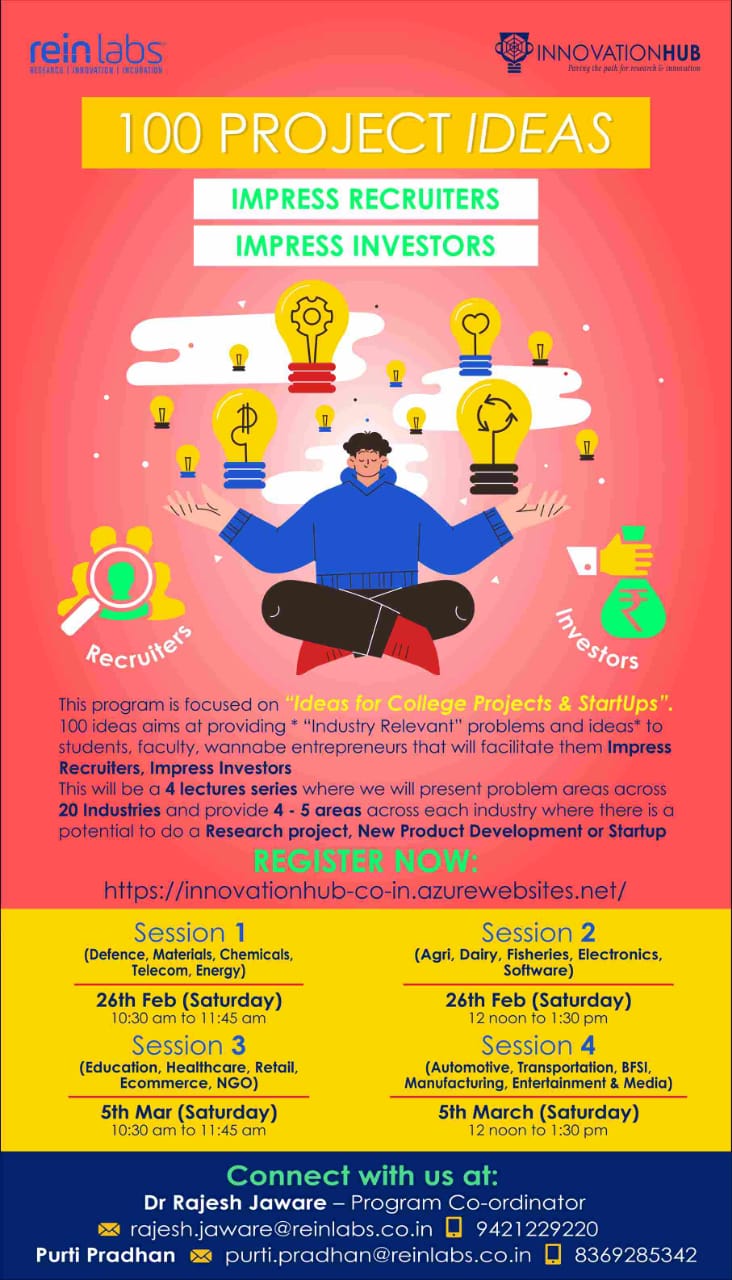 rein labs
RESEARCH | INNOVATION | INCUBATION
INNOVATIONHUB
Paving the path for research & innovation
100 PROJECT IDEAS
IMPRESS RECRUITERS
IMPRESS INVESTORS
Recruiters
Investors
This program is focused on "Ideas for College Projects & StartUps".
100 ideas aims at providing * "Industry Relevant" problems and ideas* to
students, faculty, wannabe entrepreneurs that will facilitate them Impress
Recruiters, Impress Investors
This will be a 4 lectures series where we will present problem areas across
20 Industries and provide 4 - 5 areas across each industry where there is a
potential to do a Research project, New Product Development or Startup
REGISTER NOW:
https://innovationhub-co-in.azurewebsites.net/
Session 1
(Defence, Materials, Chemicals,
Telecom, Energy)
26th Feb (Saturday)
10:30 am to 11:45 am
Session 2
(Agri, Dairy, Fisheries, Electronics,
Software)
26th Feb (Saturday)
12 noon to 1:30 pm
Session 3
(Education, Healthcare, Retail,
Ecommerce, NGO)
5th Mar (Saturday)
10:30 am to 11:45 am
Session 4
(Automotive, Transportation, BFSI,
Manufacturing, Entertainment & Media)
5th March (Saturday)
12 noon to 1:30 pm
Connect with us at:
Dr Rajesh Jaware – Program Co-ordinator
rajesh.jaware@reinlabs.co.in 9421229220
Purti Pradhan purti.pradhan@reinlabs.co.in 8369285342